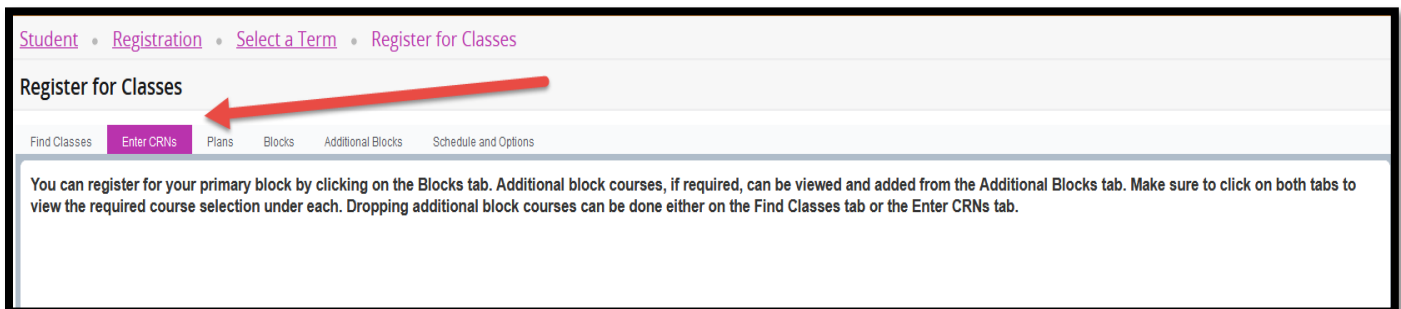 Student • Registration • Select a Term • Register for Classes
Register for Classes
Find Classes Enter CRNs Plans Blocks Additional Blocks Schedule and Options
You can register for your primary block by clicking on the Blocks tab. Additional block courses, if required, can be viewed and added from the Additional Blocks tab. Make sure to click on both tabs to
view the required course selection under each. Dropping additional block courses can be done either on the Find Classes tab or the Enter CRNs tab.